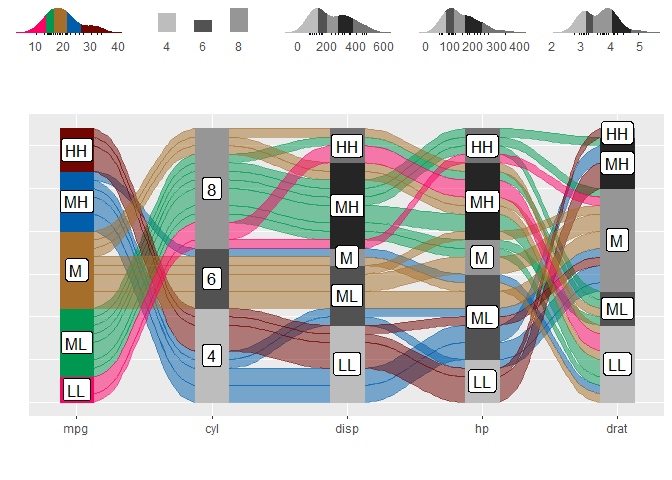 10 20 30 40
4 6 8
0 200 400 600
0 100 200 300 400
2 3 4 5
HH
MH
M
ML
LL
8
6
4
HH
MH
M
ML
LL
HH
MH
M
ML
LL
HH
MH
M
ML
LL
mpg cyl disp hp drat